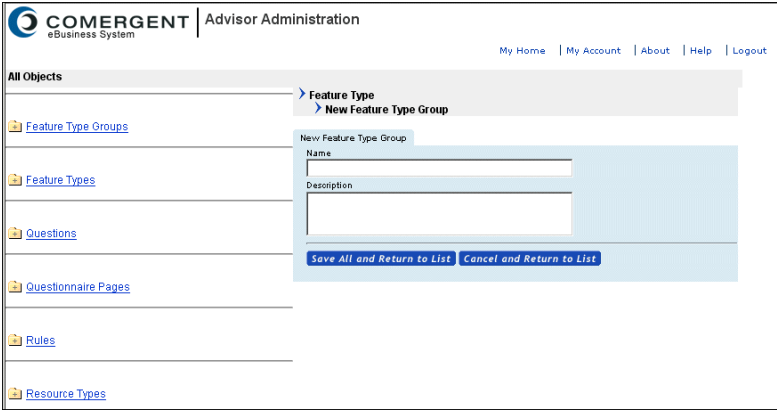 COMERGENT
eBusiness System
Advisor Administration
My Home | My Account | About | Help | Logout
All Objects
Feature Type Groups
Feature Types
Questions
Questionnaire Pages
Rules
Resource Types
Feature Type
New Feature Type Group
New Feature Type Group
Name
Description
Save All and Return to List Cancel and Return to List